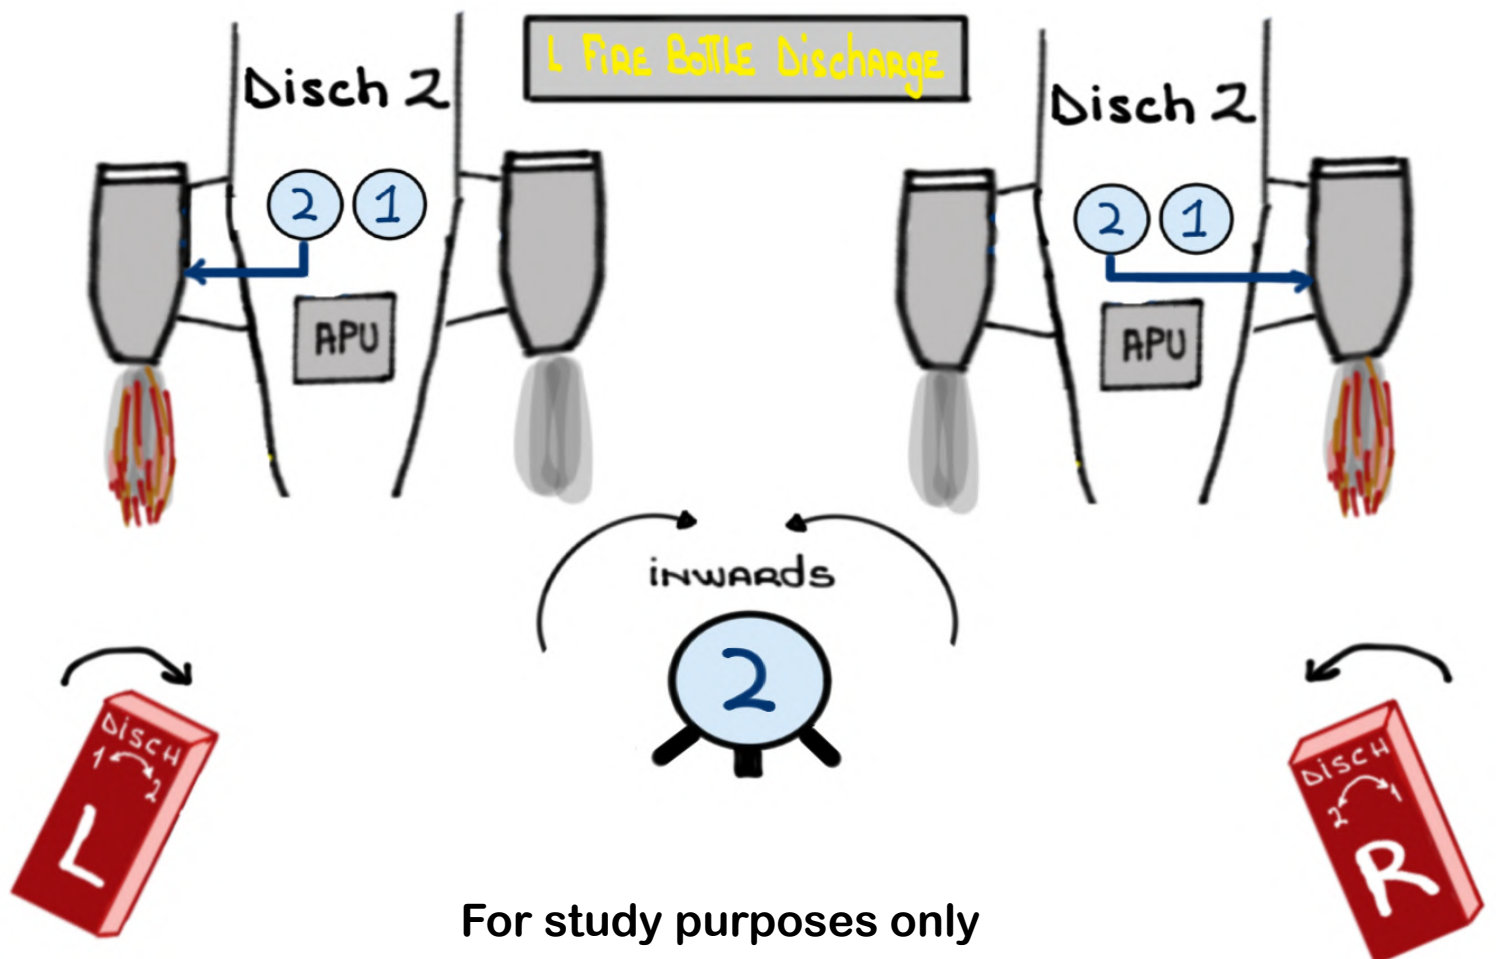 L FIRE BOTTLE DISCHARGE
Disch 2
2 1
APU
Disch 2
2 1
APU
INWARDS
2
DISCH
1 2
L
DISCH
2 1
R
For study purposes only